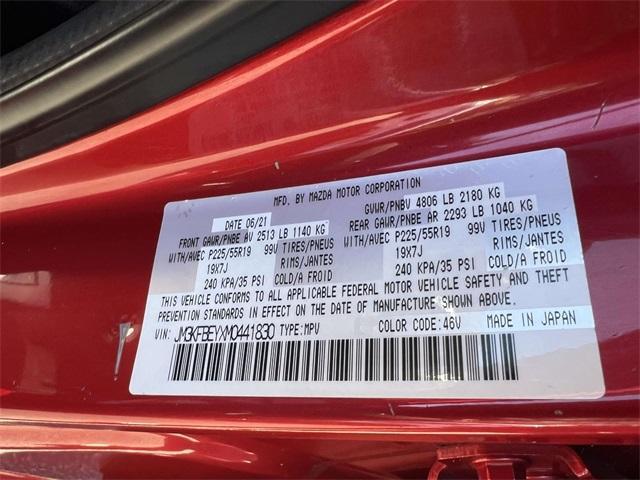 MFD. BY MAZDA MOTOR CORPORATION
DATE 06/21 GVWR/PNBV 4806 LB 2180 KG
FRONT GAWR/PNBE AV 2513 LB 1140 KG REAR GAWR/PNBE AR 2293 LB 1040 KG
WITH/AVEC P225/55R19 99V TIRES/PNEUS WITH/AVEC P225/55R19 99V TIRES/PNEUS
19X7J RIMS/JANTES 19X7J RIMS/JANTES
240 KPA/35 PSI COLD/A FROID 240 KPA/35 PSI COLD/A FROID
THIS VEHICLE CONFORMS TO ALL APPLICABLE FEDERAL MOTOR VEHICLE SAFETY AND THEFT
PREVENTION STANDARDS IN EFFECT ON THE DATE OF MANUFACTURE SHOWN ABOVE.
VIN: JM3KFBEYXM0441830 TYPE:MPV COLOR CODE:46V MADE IN JAPAN